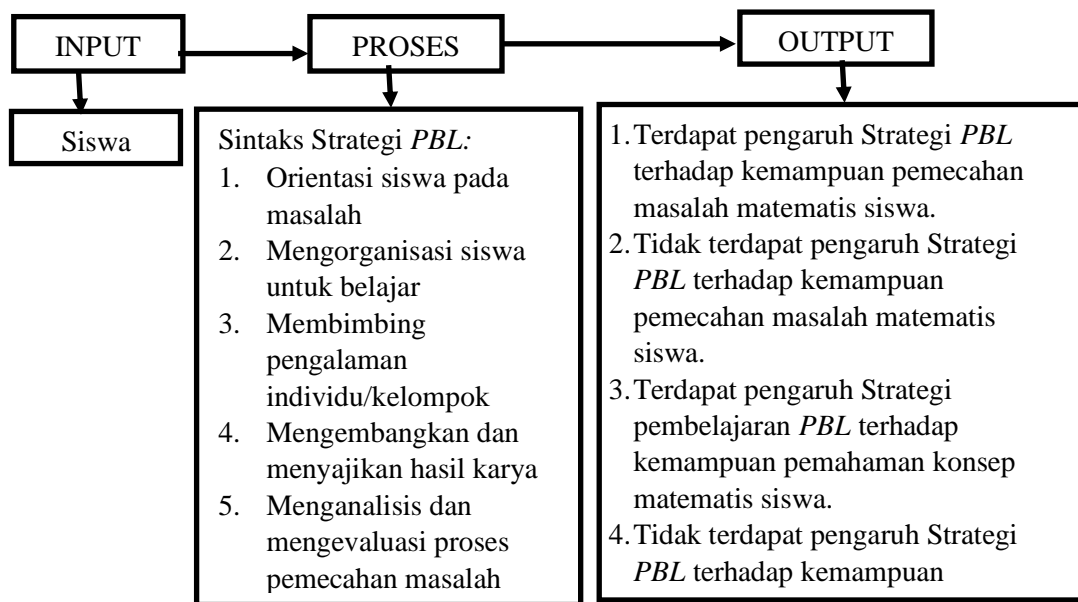 INPUT
PROSES
OUTPUT
Siswa
Sintaks Strategi PBL:
1. Orientasi siswa pada
masalah
2. Mengorganisasi siswa
untuk belajar
3. Membimbing
pengalaman
individu/kelompok
4. Mengembangkan dan
menyajikan hasil karya
5. Menganalisis dan
mengevaluasi proses
pemecahan masalah
1. Terdapat pengaruh Strategi PBL
terhadap kemampuan pemecahan
masalah matematis siswa.
2. Tidak terdapat pengaruh Strategi
PBL terhadap kemampuan
pemecahan masalah matematis
siswa.
3. Terdapat pengaruh Strategi
pembelajaran PBL terhadap
kemampuan pemahaman konsep
matematis siswa.
4. Tidak terdapat pengaruh Strategi
PBL terhadap kemampuan